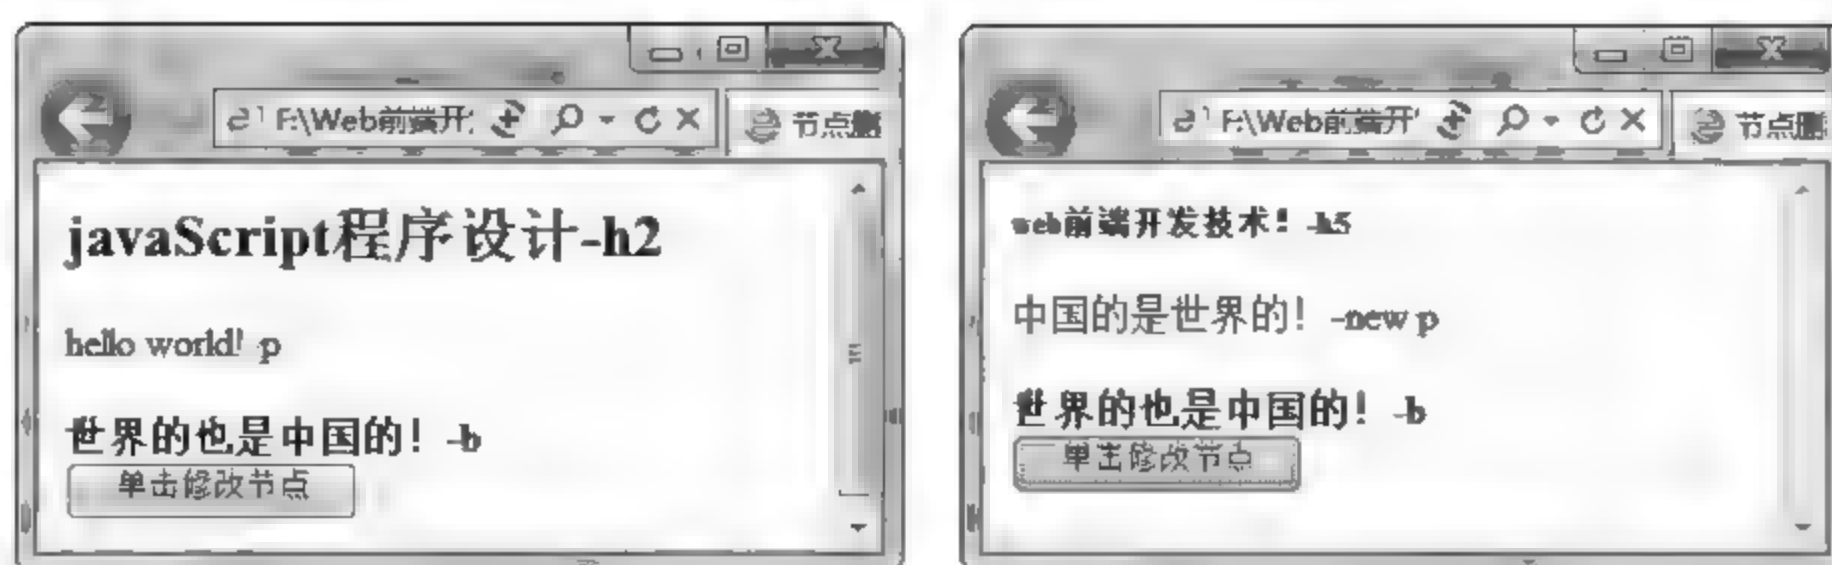 F:\Web前端开
节点删
javaScript程序设计-h2
hello world! -p
世界的也是中国的！-b
单击修改节点
F:\Web前端开
节点删
web前端开发技术！-h5
中国的是世界的！-new p
世界的也是中国的！-b
单击修改节点